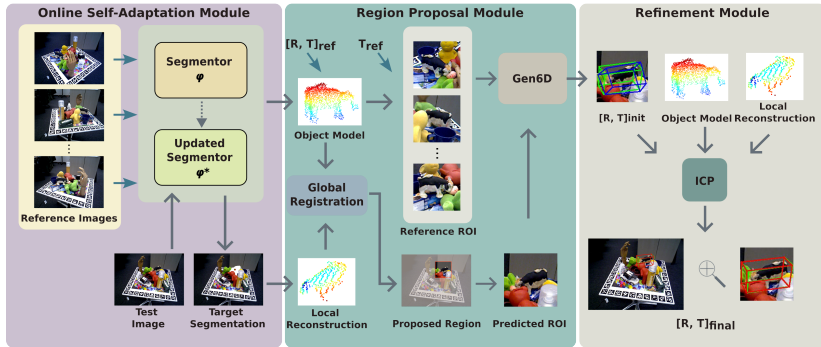 Online Self-Adaptation Module
Segmentor
φ
Updated
Segmentor
φ*
Reference Images
Test
Image
Target
Segmentation
Region Proposal Module
[R, T]ref
Tref
Object Model
Global
Registration
Local
Reconstruction
Reference ROI
Gen6D
Proposed Region
Predicted ROI
Refinement Module
[R, T]init
Object Model
Local
Reconstruction
ICP
[R, T]final